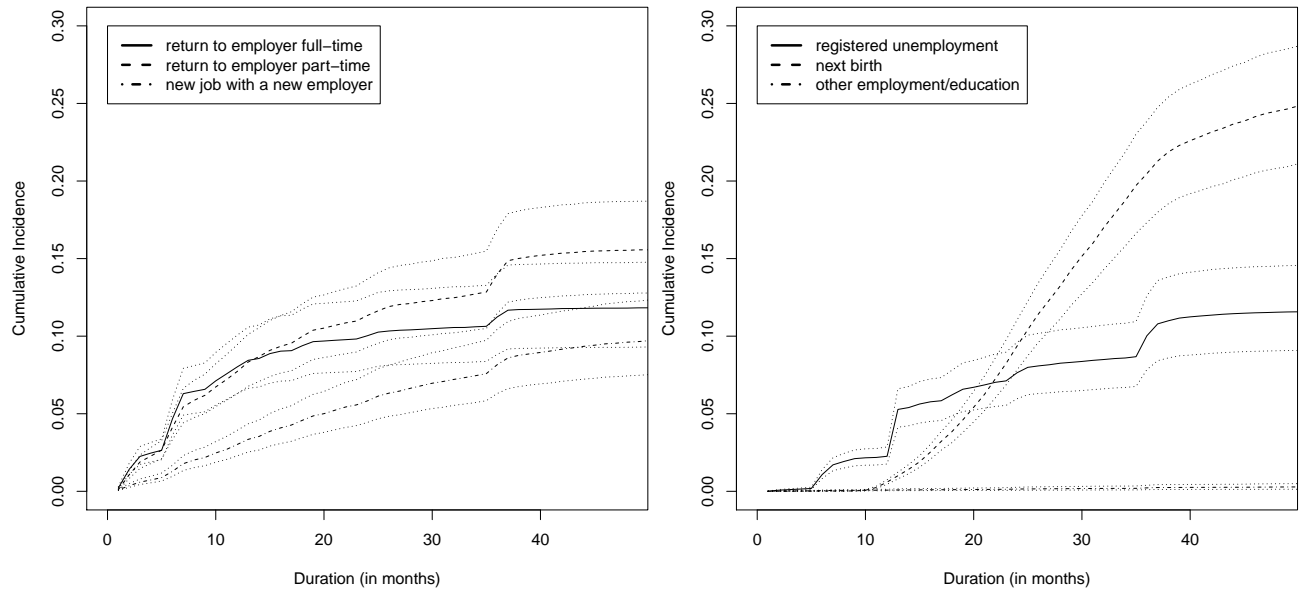 0.00 0.05 0.10 0.15 0.20 0.25 0.30
Cumulative Incidence
return to employer full−time
return to employer part−time
new job with a new employer
0 10 20 30 40
Duration (in months)
0.00 0.05 0.10 0.15 0.20 0.25 0.30
Cumulative Incidence
registered unemployment
next birth
other employment/education
0 10 20 30 40
Duration (in months)